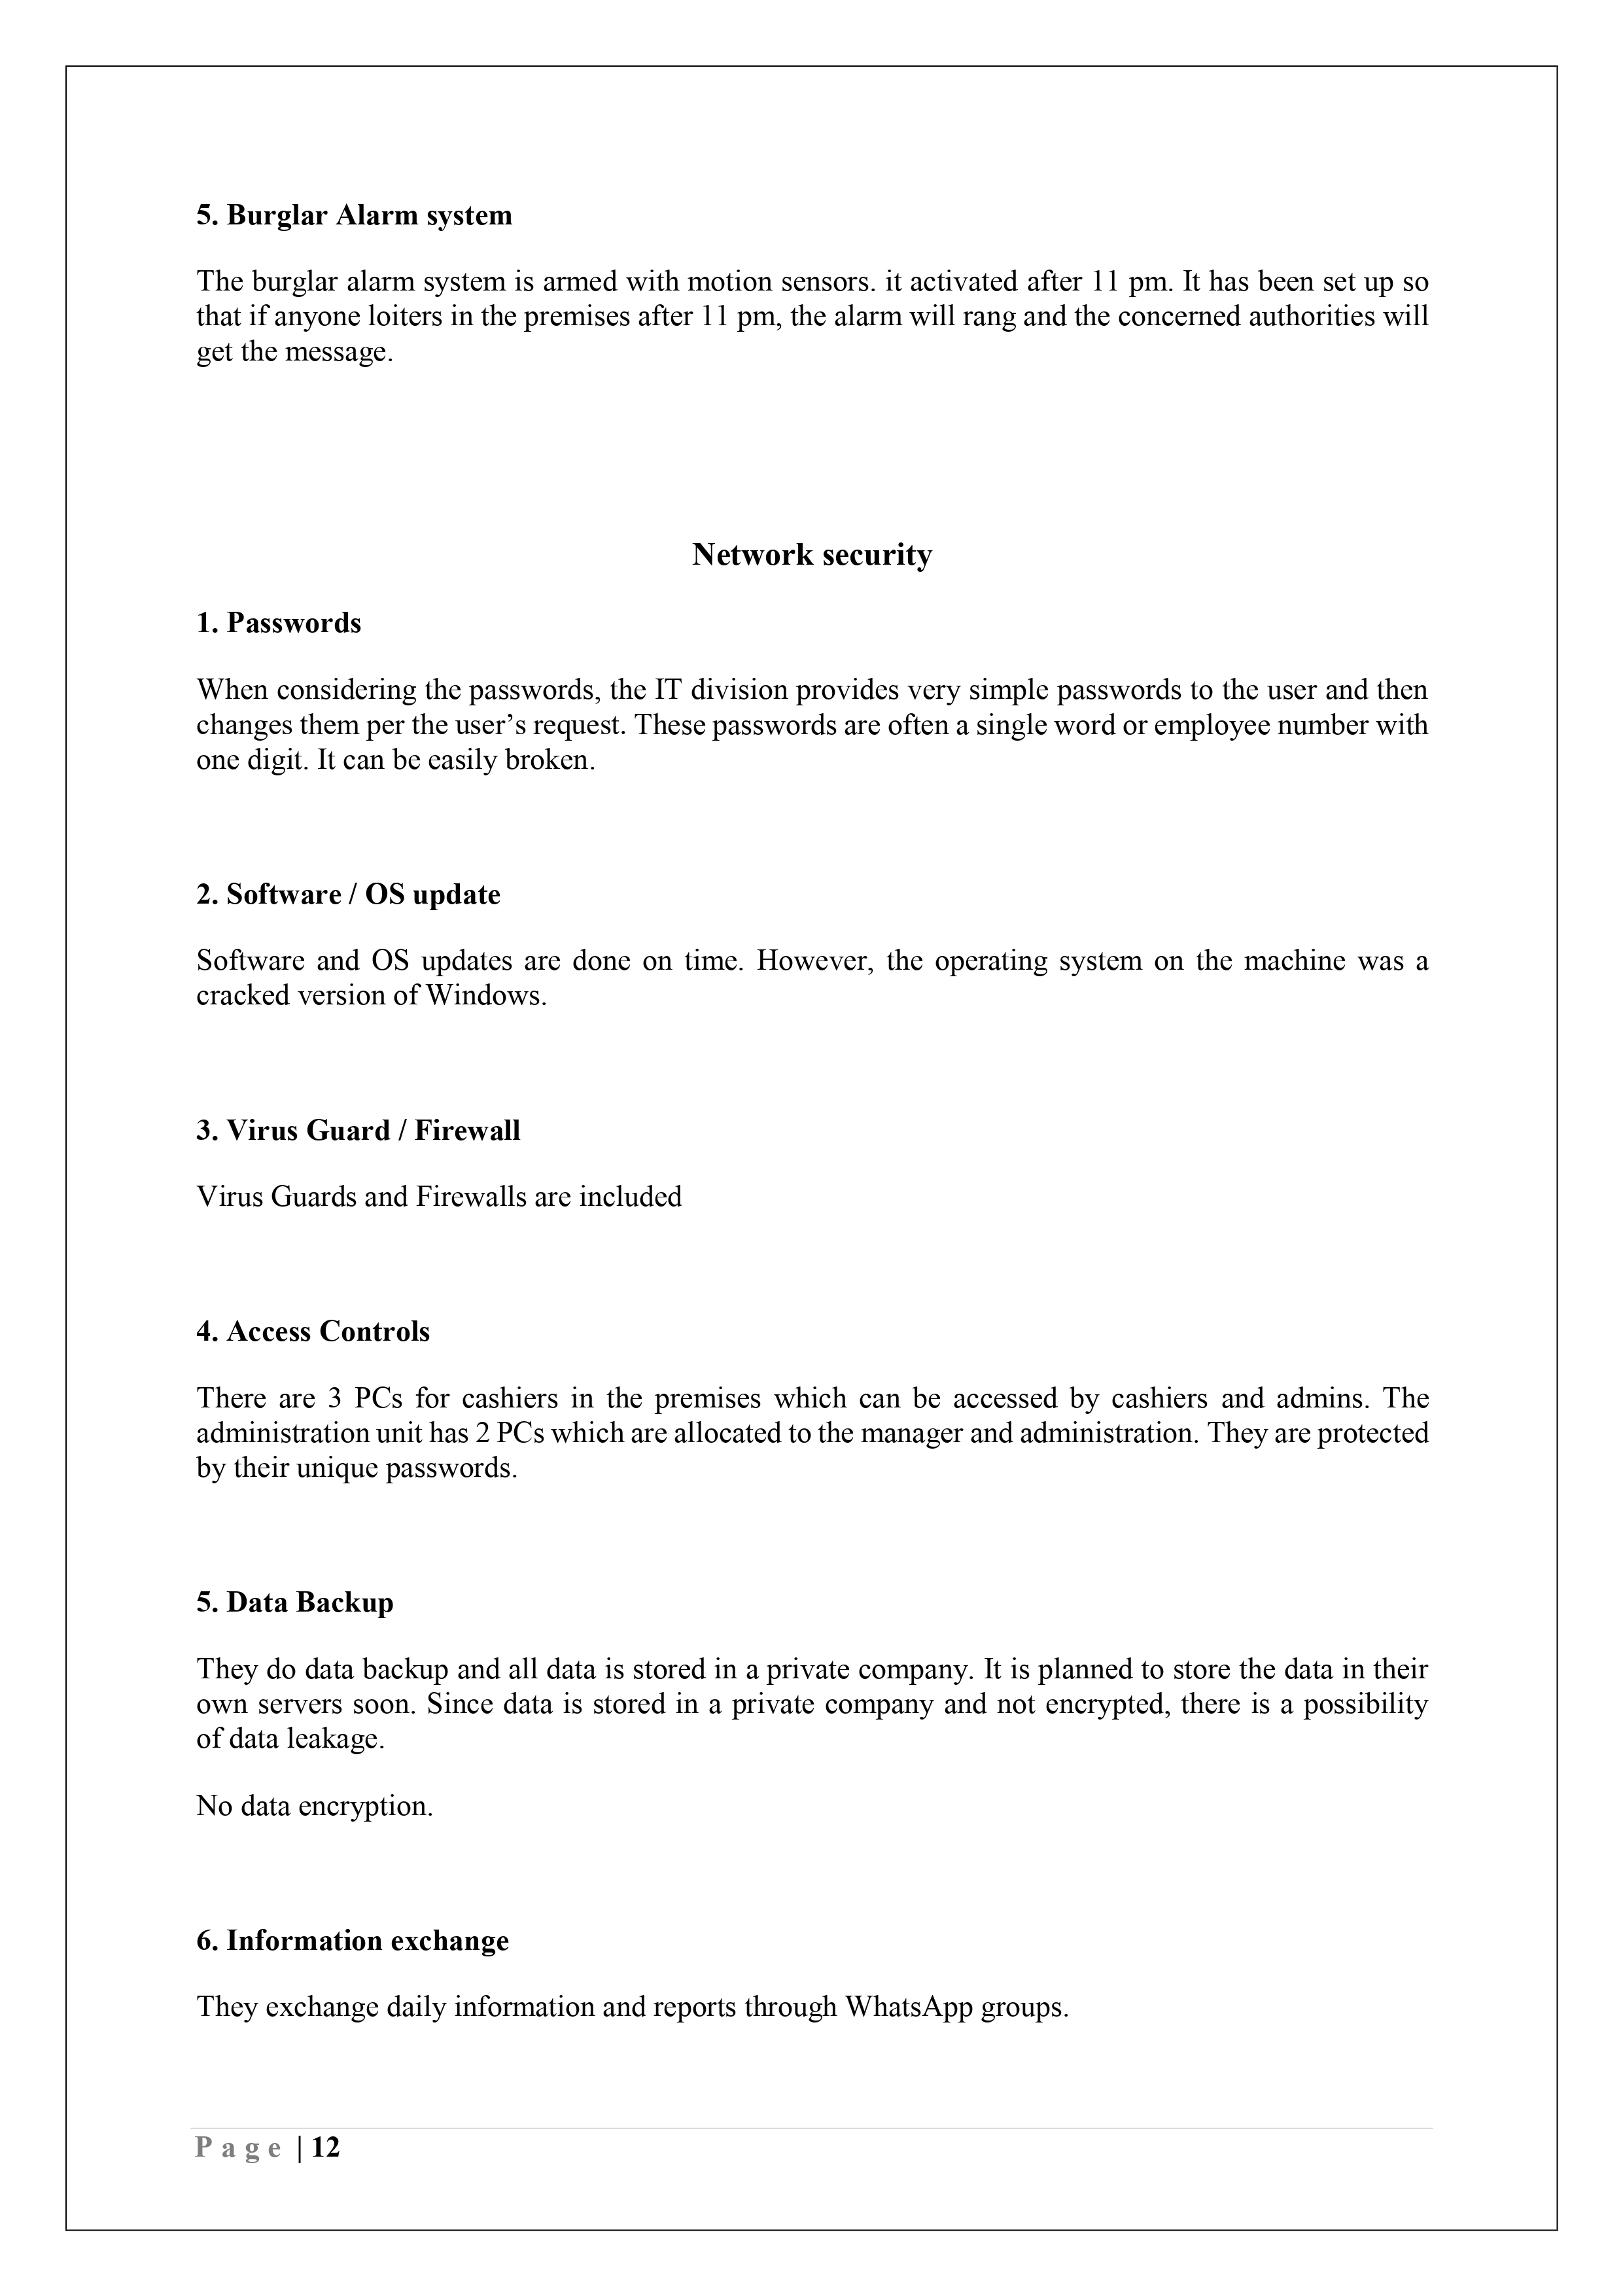 5. Burglar Alarm system
The burglar alarm system is armed with motion sensors. it activated after 11 pm. It has been set up so
that if anyone loiters in the premises after 11 pm, the alarm will rang and the concerned authorities will
get the message.
Network security
1. Passwords
When considering the passwords, the IT division provides very simple passwords to the user and then
changes them per the user’s request. These passwords are often a single word or employee number with
one digit. It can be easily broken.
2. Software / OS update
Software and OS updates are done on time. However, the operating system on the machine was a
cracked version of Windows.
3. Virus Guard / Firewall
Virus Guards and Firewalls are included
4. Access Controls
There are 3 PCs for cashiers in the premises which can be accessed by cashiers and admins. The
administration unit has 2 PCs which are allocated to the manager and administration. They are protected
by their unique passwords.
5. Data Backup
They do data backup and all data is stored in a private company. It is planned to store the data in their
own servers soon. Since data is stored in a private company and not encrypted, there is a possibility
of data leakage.
No data encryption.
6. Information exchange
They exchange daily information and reports through WhatsApp groups.
P a g e | 12